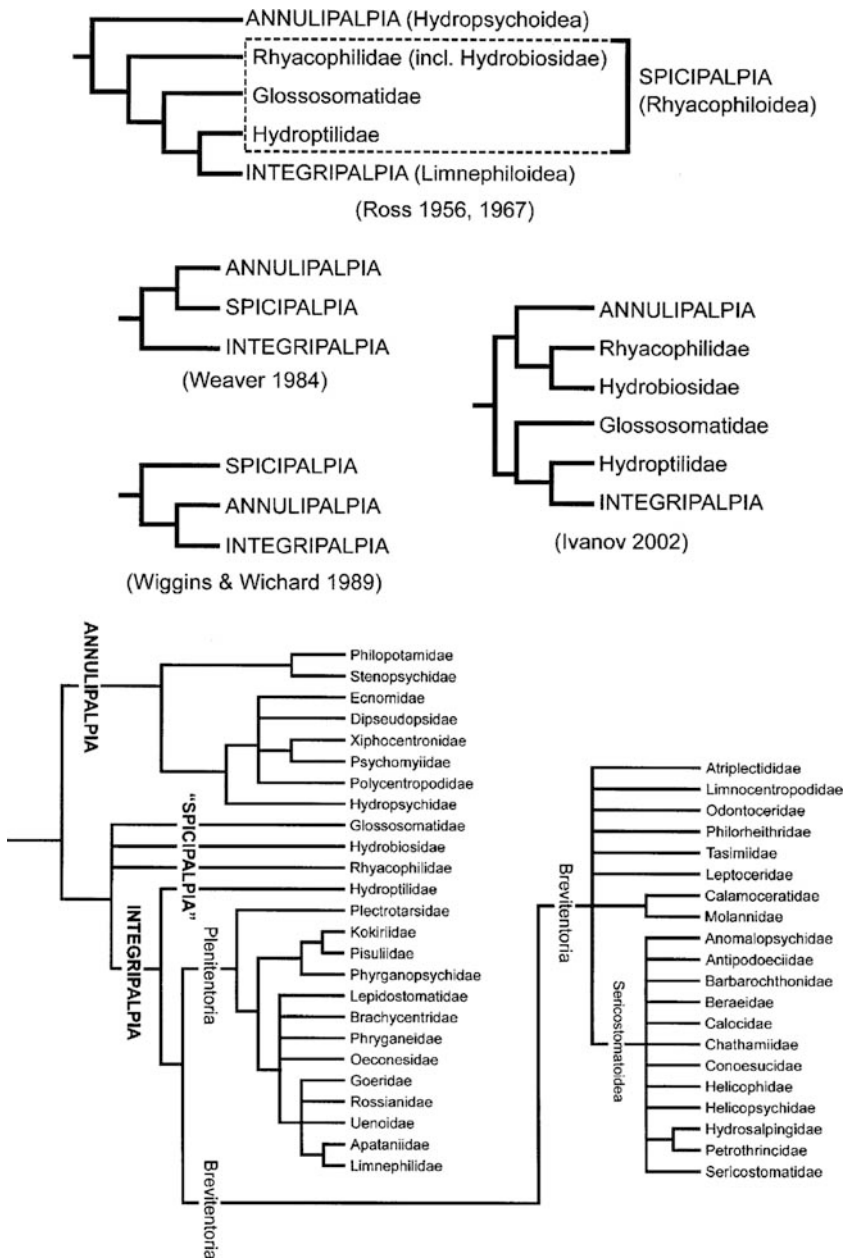 ANNULIPALPIA (Hydropsychoidea)
Rhyacophilidae (incl. Hydrobiosidae)
Glossosomatidae
Hydroptilidae
INTEGRIPALPIA (Limnephiloidea)
SPICIPALPIA
(Rhyacophiloidea)
(Ross 1956, 1967)
ANNULIPALPIA
SPICIPALPIA
INTEGRIPALPIA
(Weaver 1984)
SPICIPALPIA
ANNULIPALPIA
INTEGRIPALPIA
(Wiggins & Wichard 1989)
ANNULIPALPIA
Rhyacophilidae
Hydrobiosidae
Glossosomatidae
Hydroptilidae
INTEGRIPALPIA
(Ivanov 2002)
ANNULIPALPIA
"SPICIPALPIA"
INTEGRIPALPIA
Plenitentoria
Brevitentoria
Philopotamidae
Stenopsychidae
Ecnomidae
Dipseudopsidae
Xiphocentronidae
Psychomyiidae
Polycentropodidae
Hydropsychidae
Glossosomatidae
Hydrobiosidae
Rhyacophilidae
Hydroptilidae
Plectrotarsidae
Kokiriidae
Pisuliidae
Phyrganopsychidae
Lepidostomatidae
Brachycentridae
Phryganeidae
Oeconesidae
Goeridae
Rossianidae
Uenoidae
Apataniidae
Limnephilidae
Brevitentoria
Sericostomatoidea
Atriplectididae
Limnocentropodidae
Odontoceridae
Philorheithridae
Tasimiidae
Leptoceridae
Calamoceratidae
Molannidae
Anomalopsychidae
Antipodoeciidae
Barbarochthonidae
Beraeidae
Calocidae
Chathamiidae
Conoesucidae
Helicophidae
Helicopsychidae
Hydrosalpingidae
Petrothrincidae
Sericostomatidae